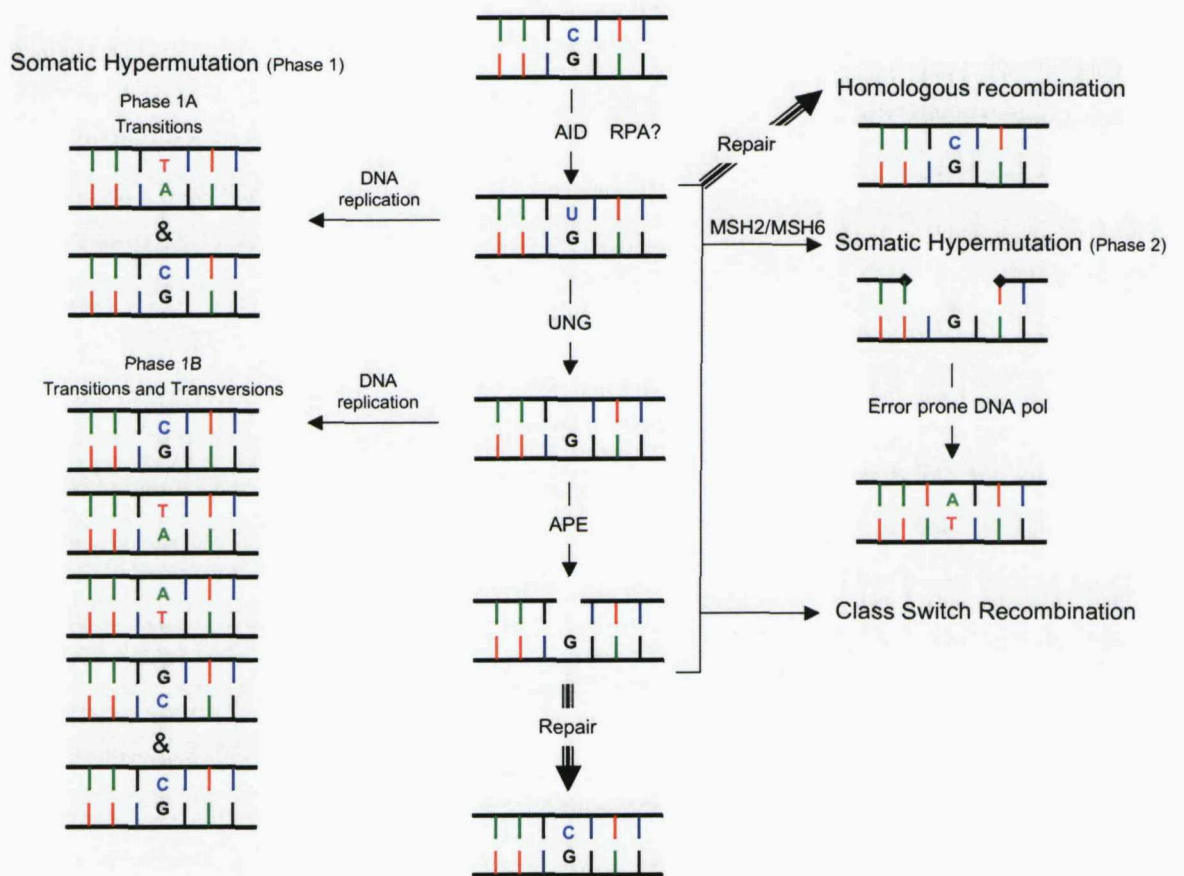 Somatic Hypermutation (Phase 1)
Phase 1A
Transitions
T
A
&
C
G
Phase 1B
Transitions and Transversions
C
G
T
A
A
T
G
C
&
C
G
C
G
AID RPA?
DNA
replication
U
G
UNG
DNA
replication
G
APE
G
Repair
C
G
Repair
Homologous recombination
C
G
MSH2/MSH6
Somatic Hypermutation (Phase 2)
G
Error prone DNA pol
A
T
Class Switch Recombination